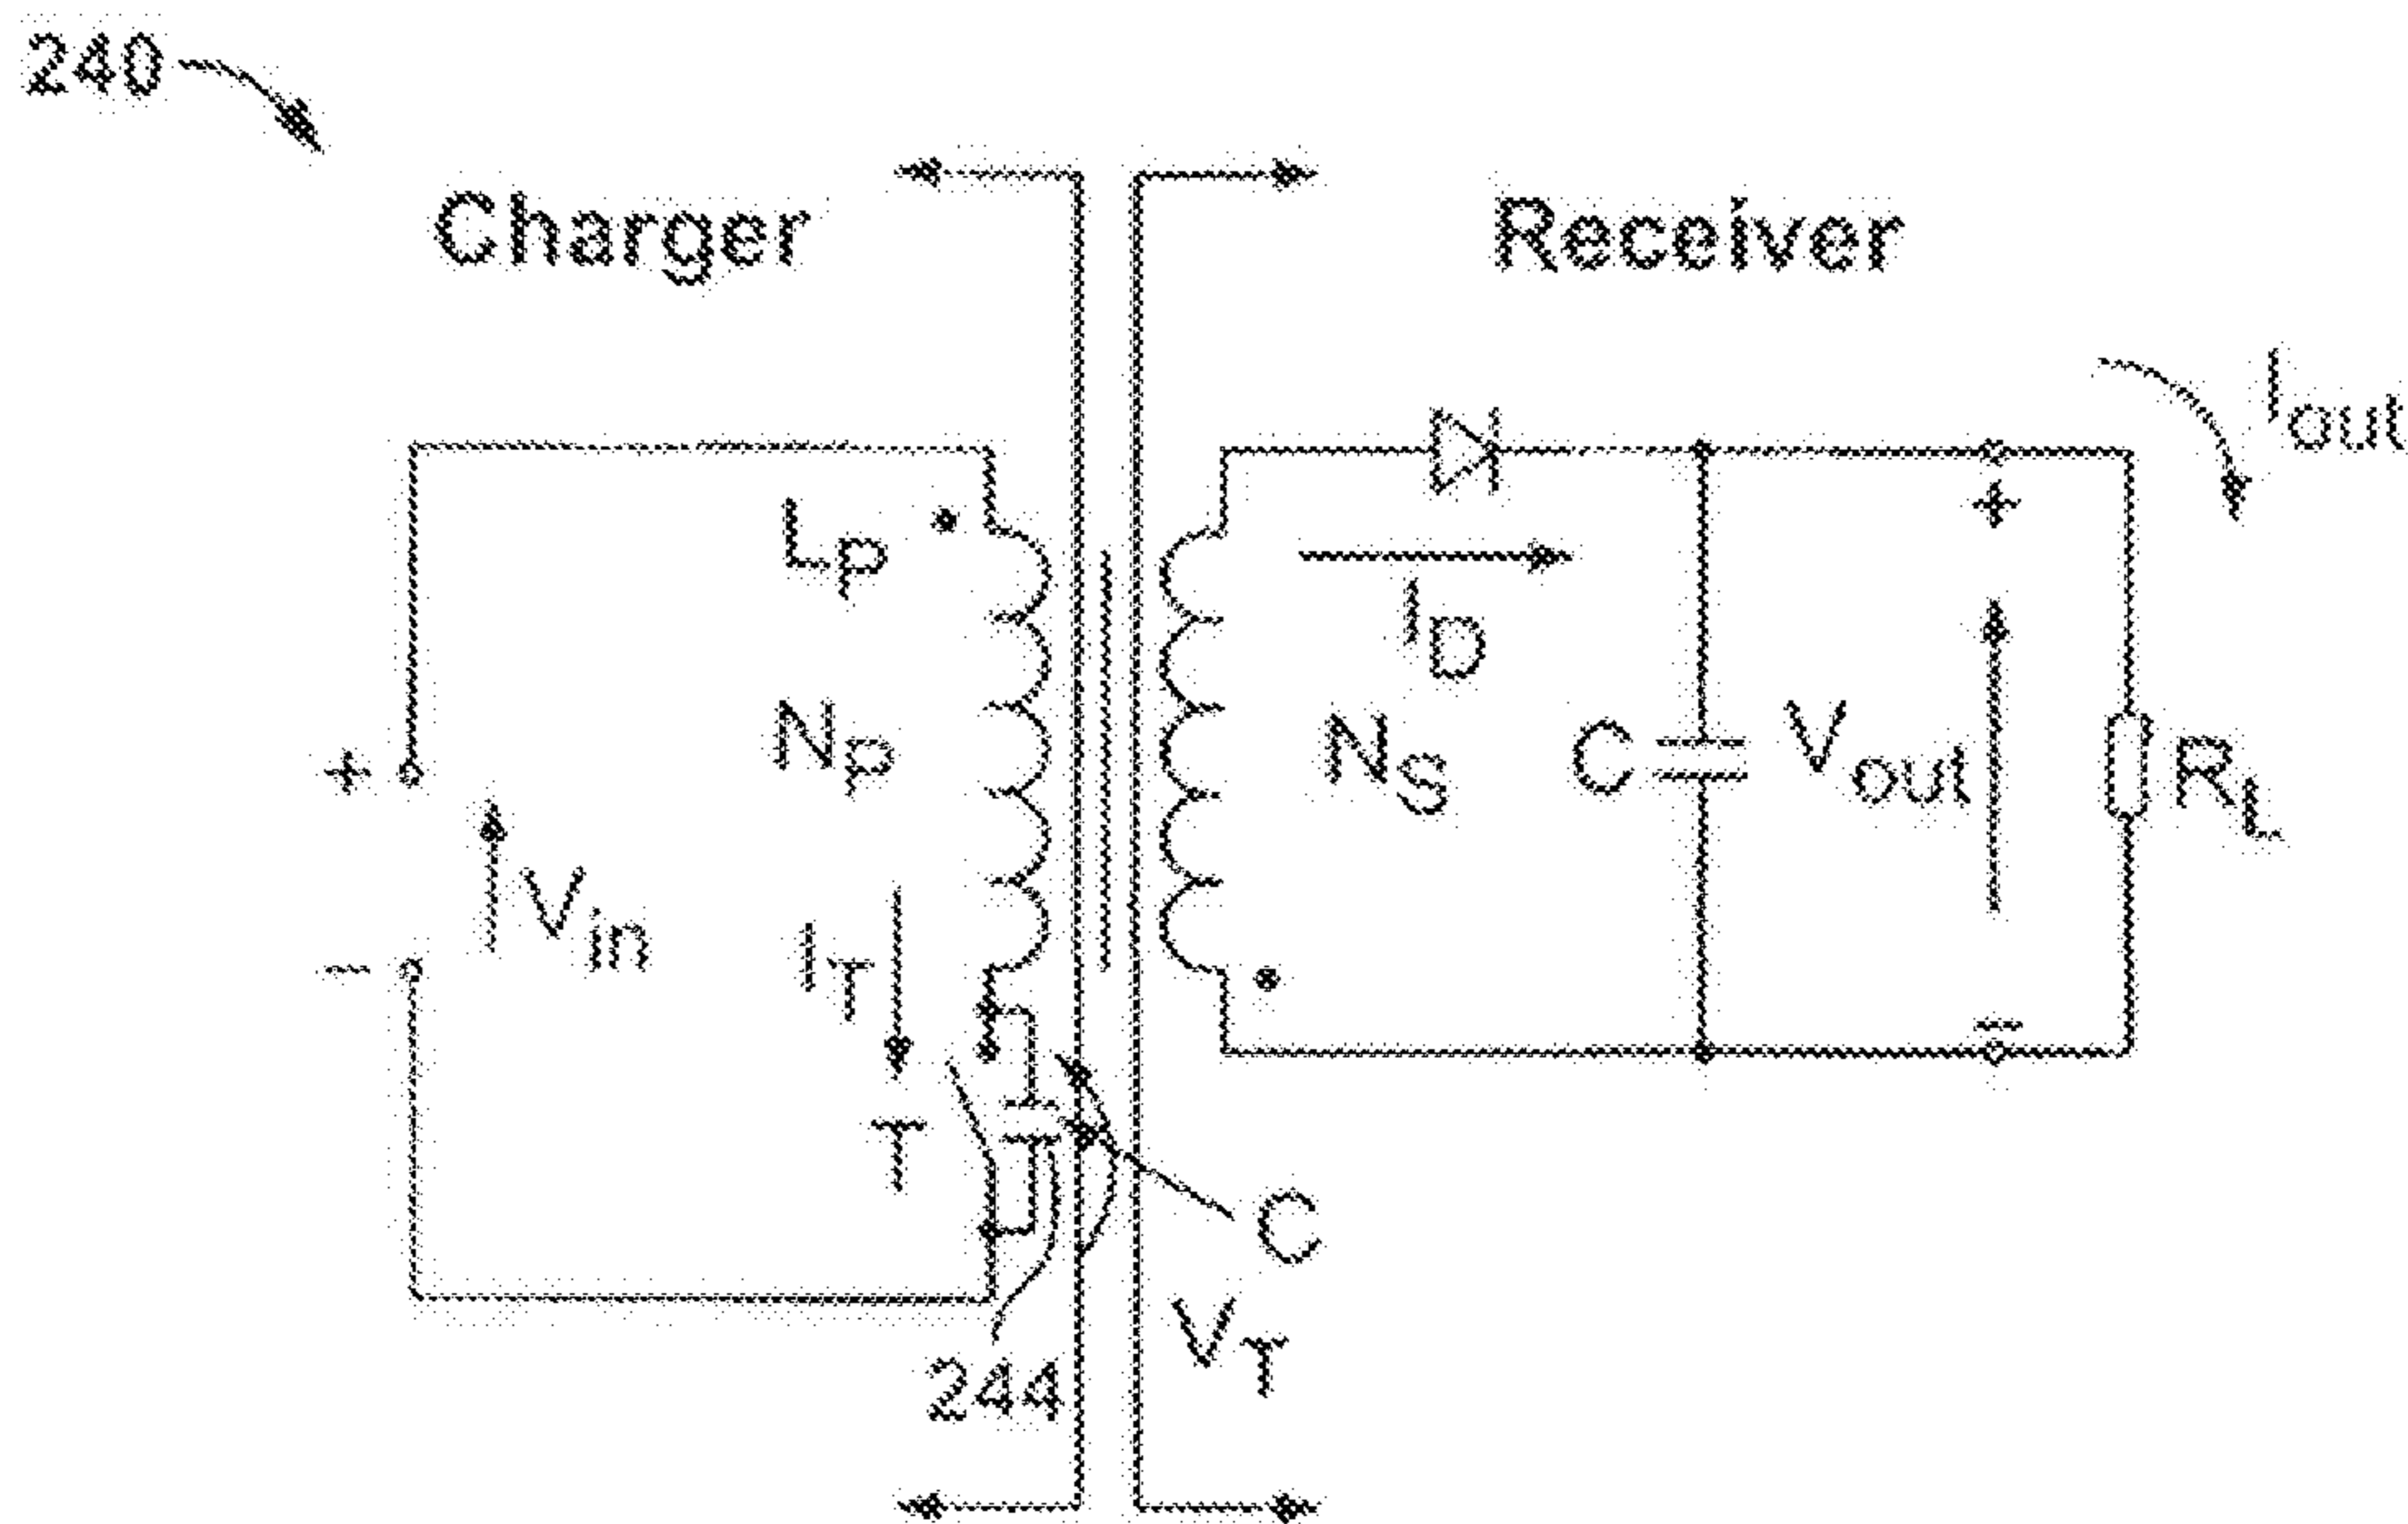 240
Charger
Receiver
Iout
LP
ID
NP
NS
C
Vout
RL
+
+
-
-
Vin
IT
T
C
VT
244